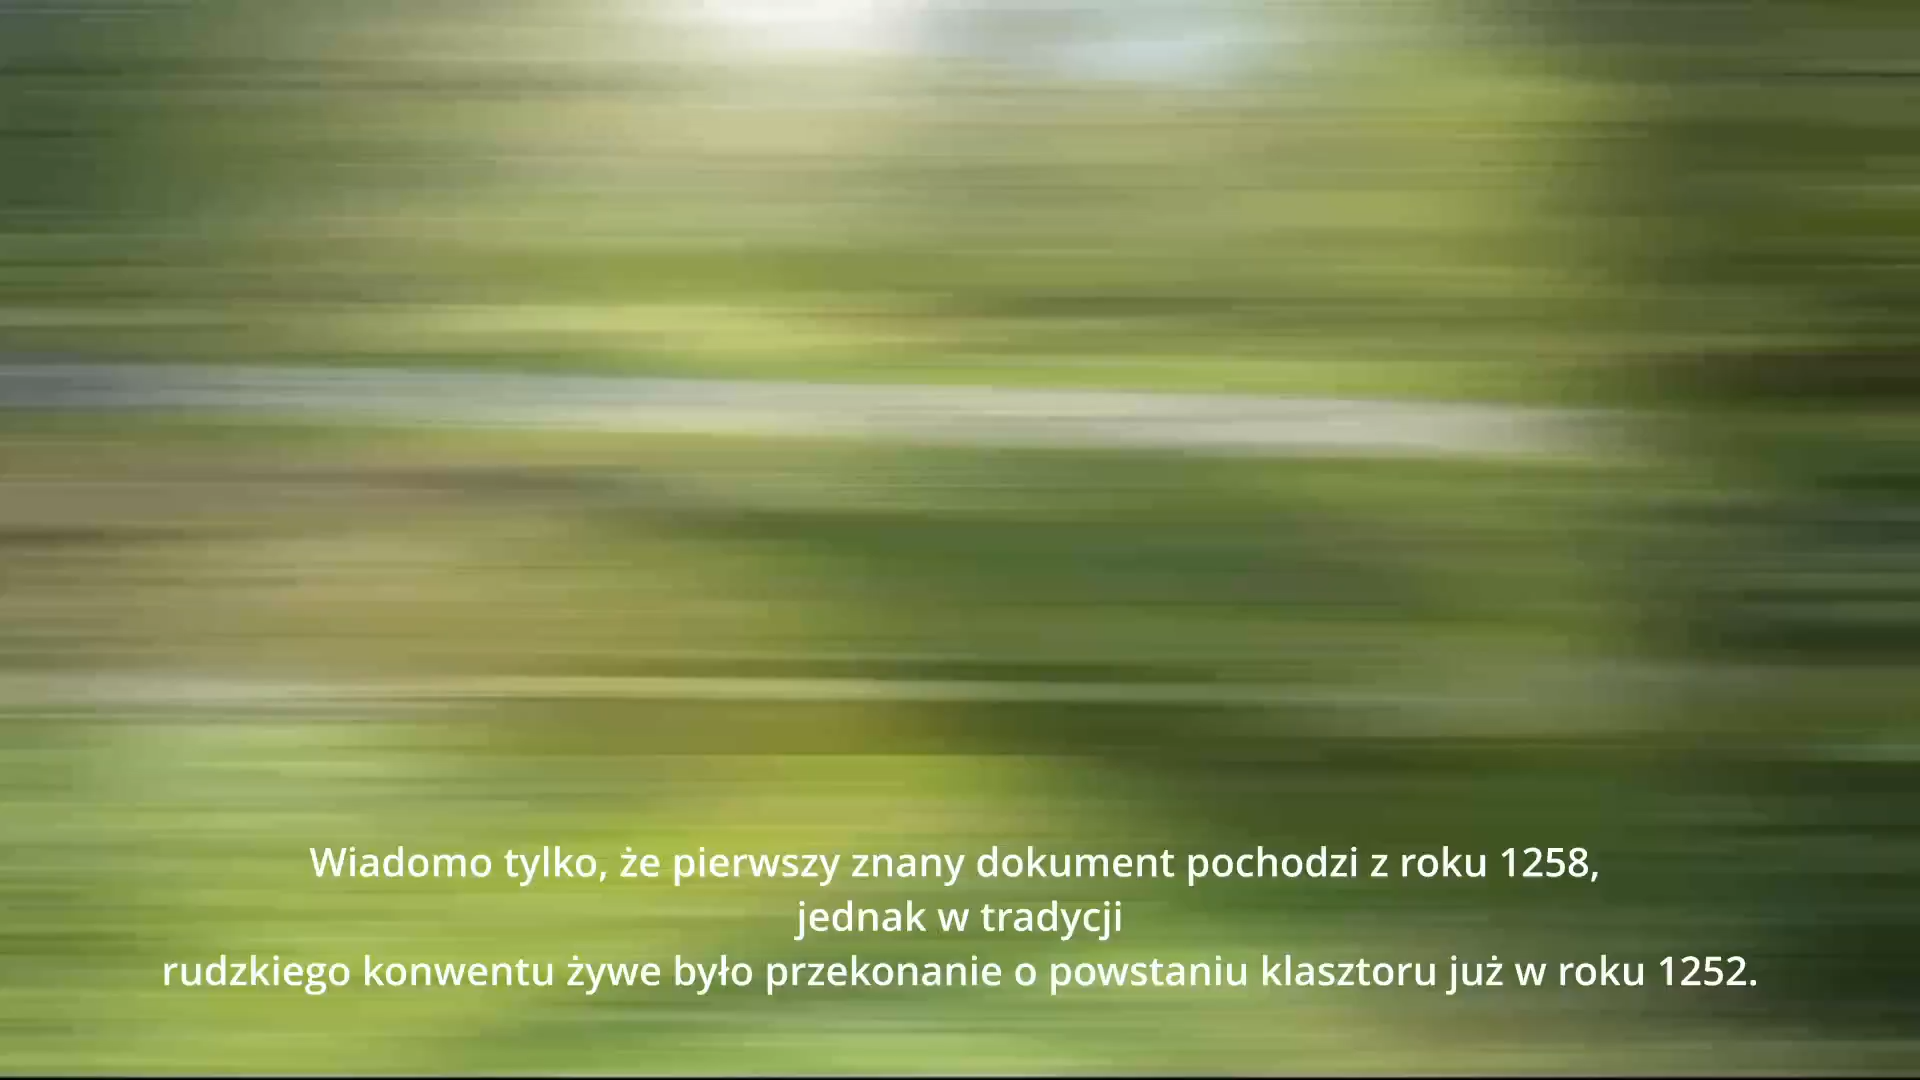 Wiadomo tylko, że pierwszy znany dokument pochodzi z roku 1258,
jednak w tradycji
rudzkiego konwentu żywe było przekonanie o powstaniu klasztoru już w roku 1252.